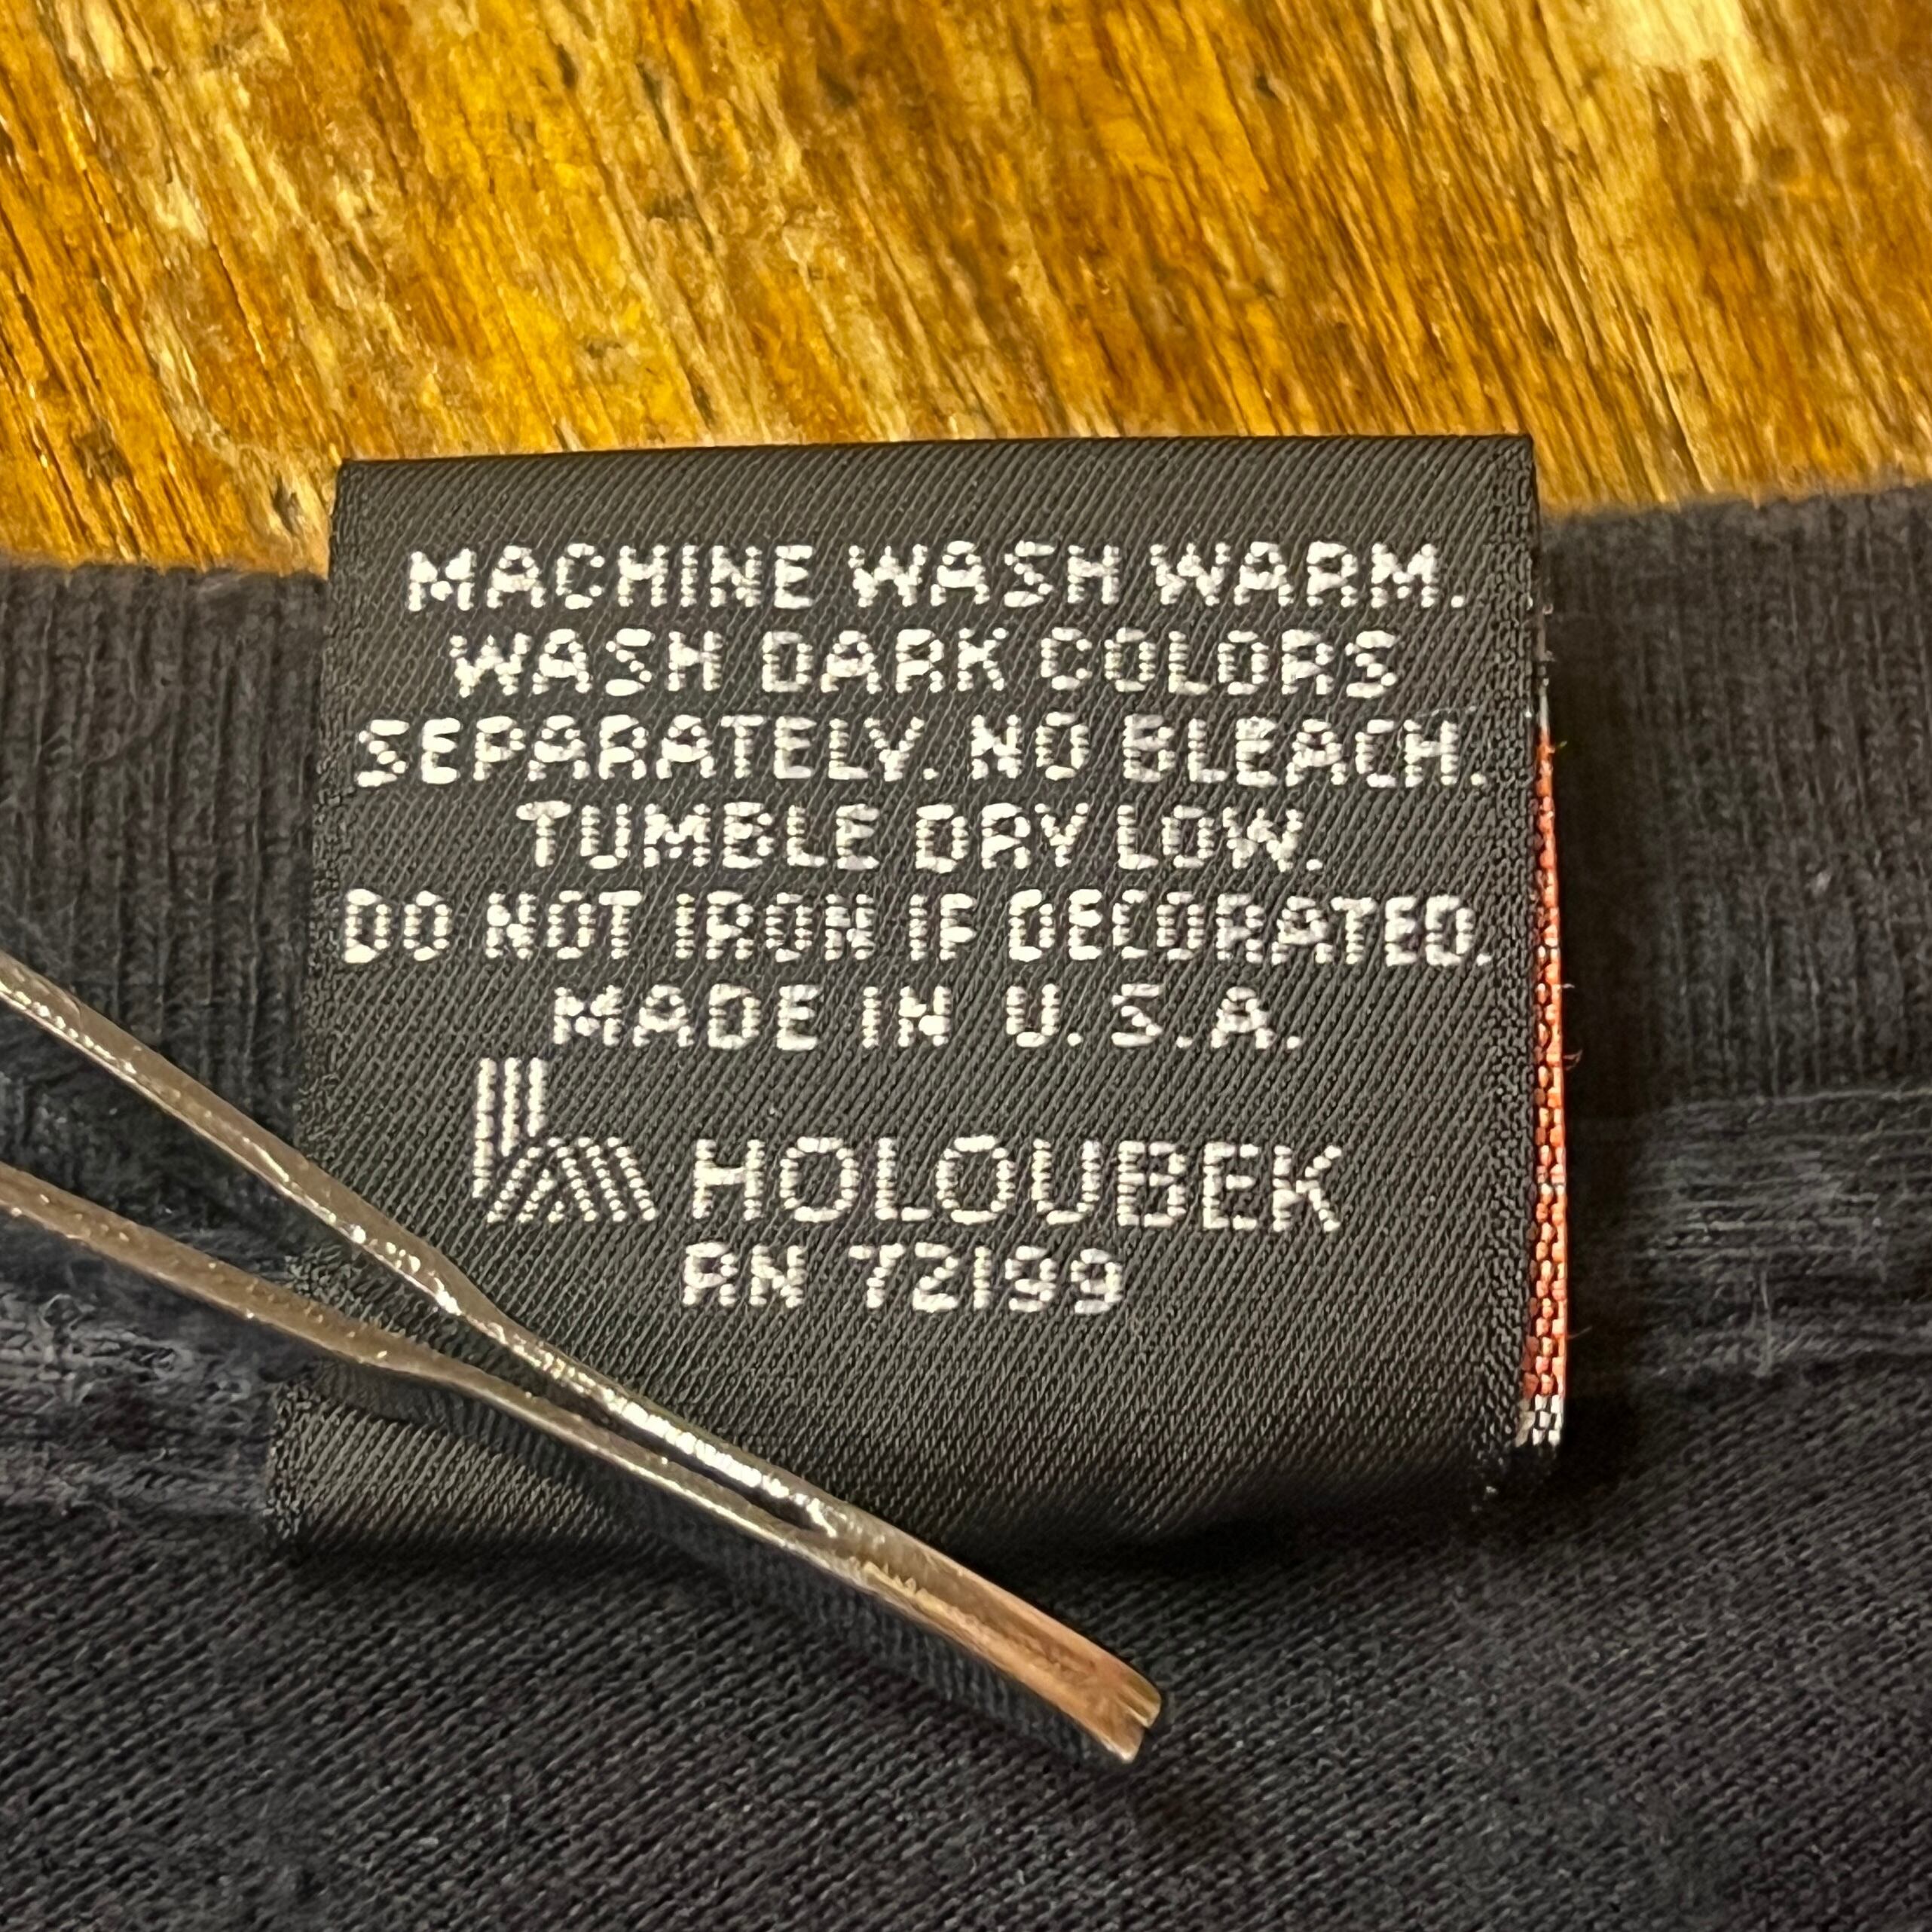 MACHINE WASH WARM.
WASH DARK COLORS
SEPARATELY. NO BLEACH.
TUMBLE DRY LOW.
DO NOT IRON IF DECORATED.
MADE IN U.S.A.
HOLOUBEK
RN 72199